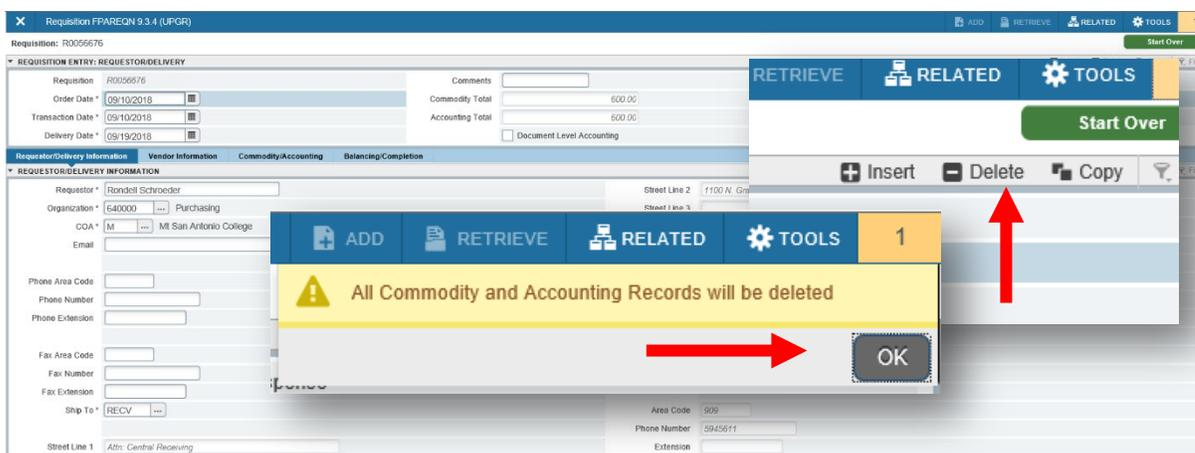 Requisition FPAREQN 9.3.4 (UPGR) ADD RETRIEVE RELATED TOOLS
Requisition: R0056676 Start Over
REQUISITION ENTRY: REQUESTOR/DELIVERY
Requisition R0056676 Comments
Order Date * 09/10/2018 Commodity Total 600.00
Transaction Date * 09/10/2018 Accounting Total 600.00
Delivery Date * 09/19/2018 Document Level Accounting
Requestor/Delivery Information Vendor Information Commodity/Accounting Balancing/Completion
REQUESTOR/DELIVERY INFORMATION
Requestor * Rondell Schroeder Street Line 2 1100 N.
Organization * 640000 ... Purchasing Street Line 3
COA * M ... Mt San Antonio College
Email
Phone Area Code
Phone Number
Phone Extension
Fax Area Code
Fax Number
Fax Extension
Ship To * RECV ... Area Code 909
Phone Number 5945611
Street Line 1 Attn: Central Receiving Extension
RETRIEVE RELATED TOOLS
Start Over
Insert Delete Copy
ADD RETRIEVE RELATED TOOLS 1
All Commodity and Accounting Records will be deleted
OK